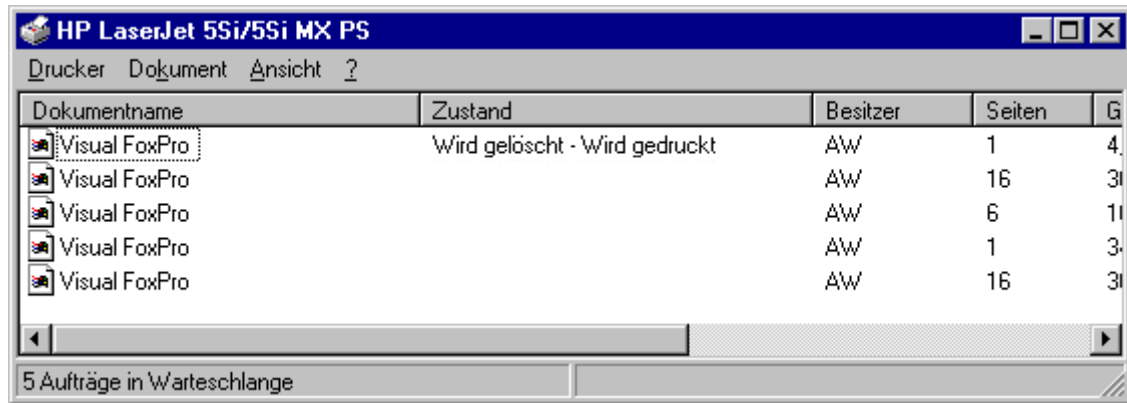 HP LaserJet 5Si/5Si MX PS
Drucker Dokument Ansicht ?
Dokumentname Zustand Besitzer Seiten G
Visual FoxPro Wird gelöscht - Wird gedruckt AW 1 4,
Visual FoxPro AW 16
Visual FoxPro AW 6
Visual FoxPro AW 1
Visual FoxPro AW 16
5 Aufträge in Warteschlange